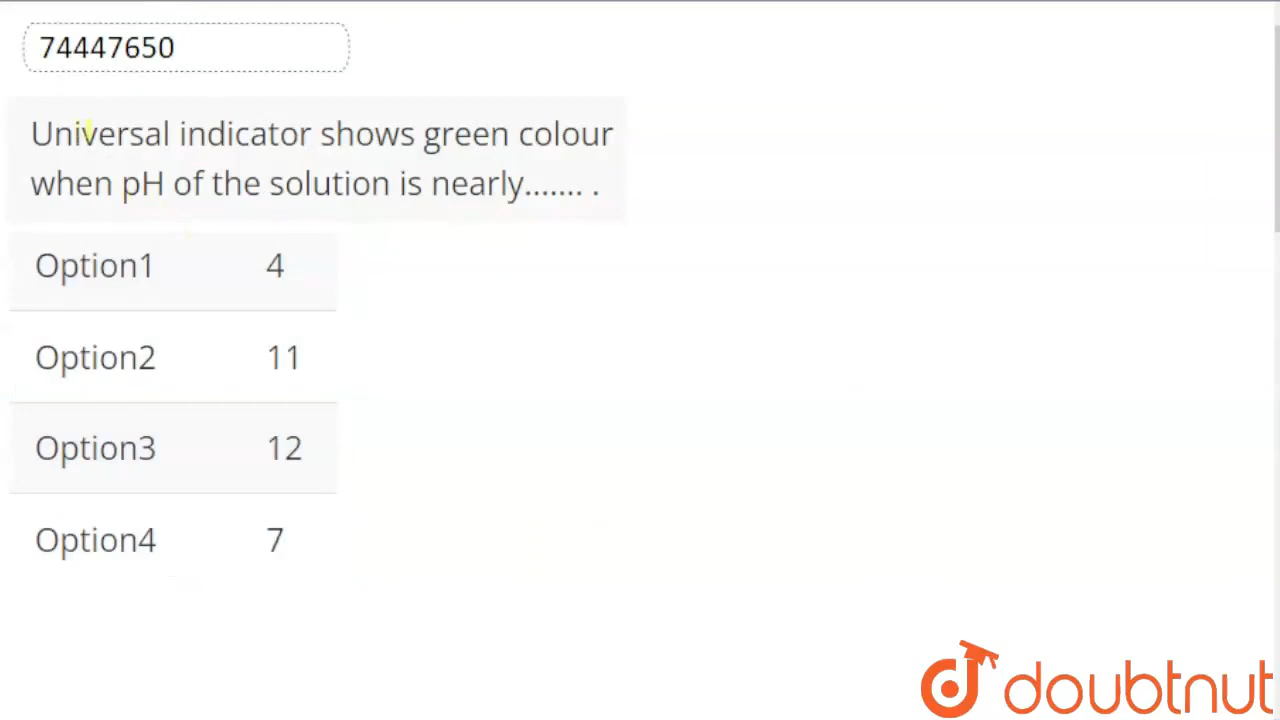 74447650
Universal indicator shows green colour
when pH of the solution is nearly....... .
Option1 4
Option2 11
Option3 12
Option4 7
doubtnut